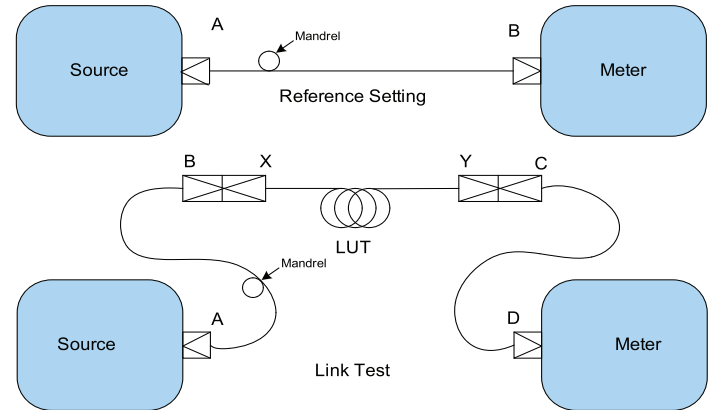 A
Mandrel
B
Source
Meter
Reference Setting
B
X
Y
C
LUT
Mandrel
A
D
Source
Meter
Link Test